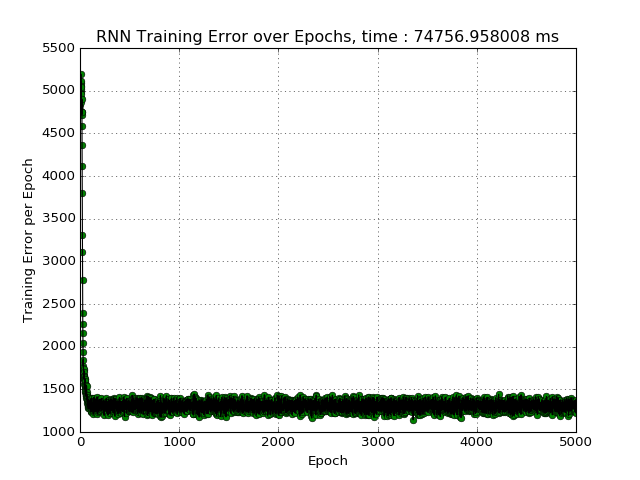 RNN Training Error over Epochs, time : 74756.958008 ms
5500
5000
4500
4000
3500
3000
2500
2000
1500
1000
Training Error per Epoch
0 1000 2000 3000 4000 5000
Epoch